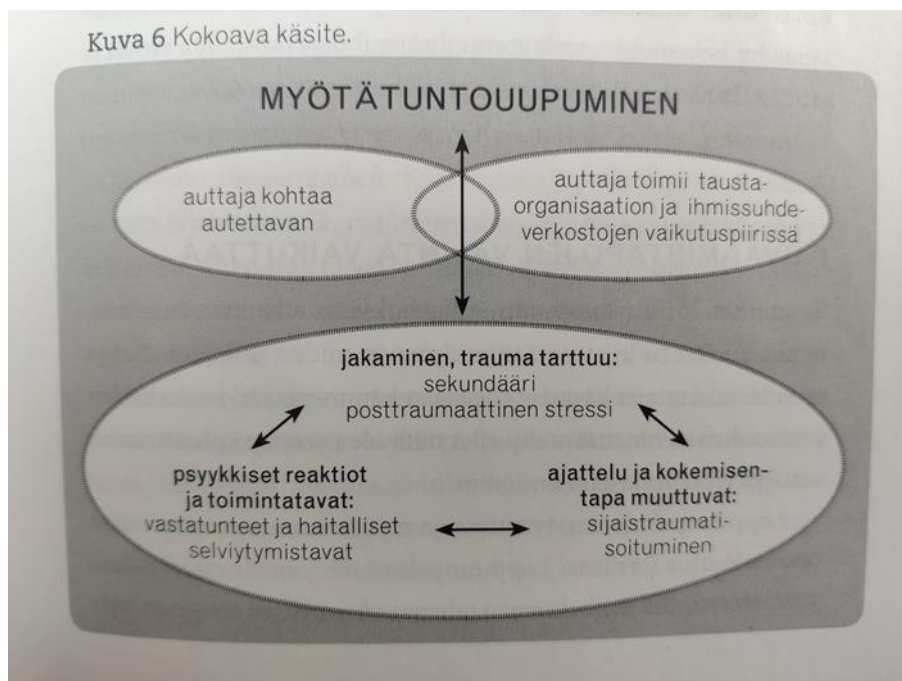 Kuva 6 Kokoava käsite.
MYÖTÄTUNTOUUPUMINEN
auttaja kohtaa
autettavan
auttaja toimii tausta-
organisaation ja ihmissuhde-
verkostojen vaikutuspiirissä
jakaminen, trauma tarttuu:
sekundääri
posttraumaattinen stressi
psyykkiset reaktiot
ja toimintatavat:
vastatunteet ja haitalliset
selviytymistavat
ajattelu ja kokemisen-
tapa muuttuvat:
sijaistraumati-
soituminen